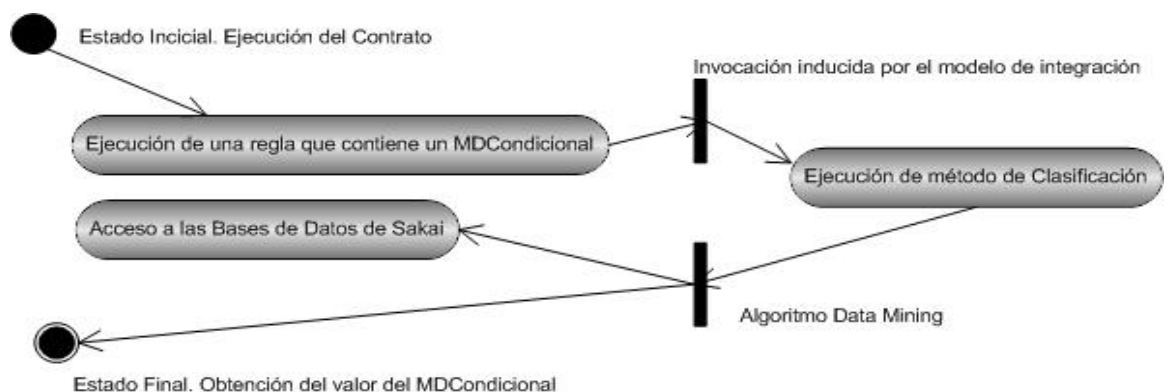 Estado Incicial. Ejecución del Contrato
Invocación inducida por el modelo de integración
Ejecución de una regla que contiene un MDCondicional
Ejecución de método de Clasificación
Acceso a las Bases de Datos de Sakai
Algoritmo Data Mining
Estado Final. Obtención del valor del MDCondicional